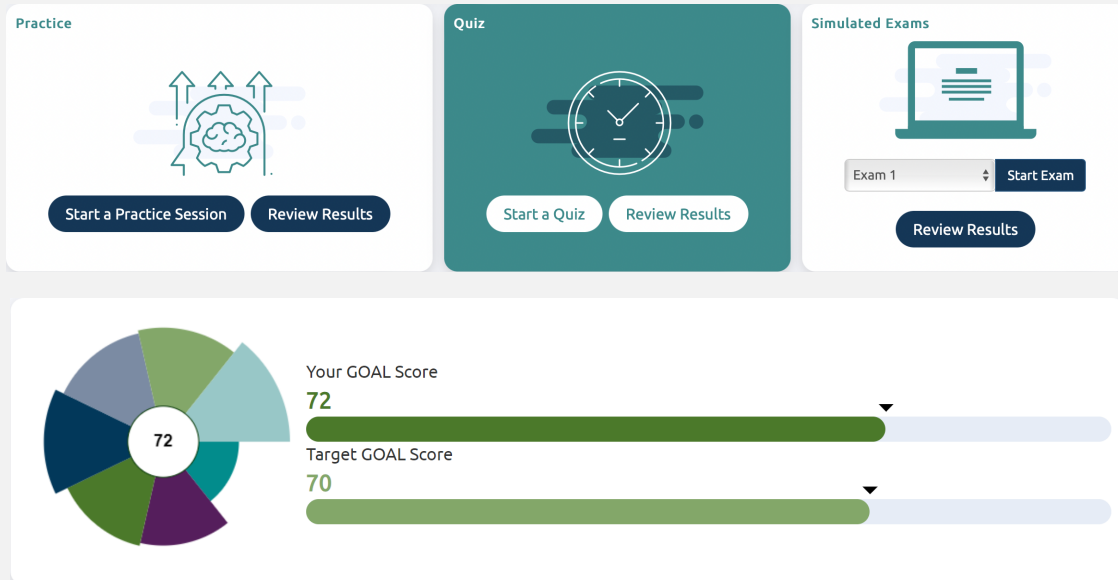 Practice
Start a Practice Session
Review Results
Quiz
Start a Quiz
Review Results
Simulated Exams
Exam 1
Start Exam
Review Results
72
Your GOAL Score
72
Target GOAL Score
70